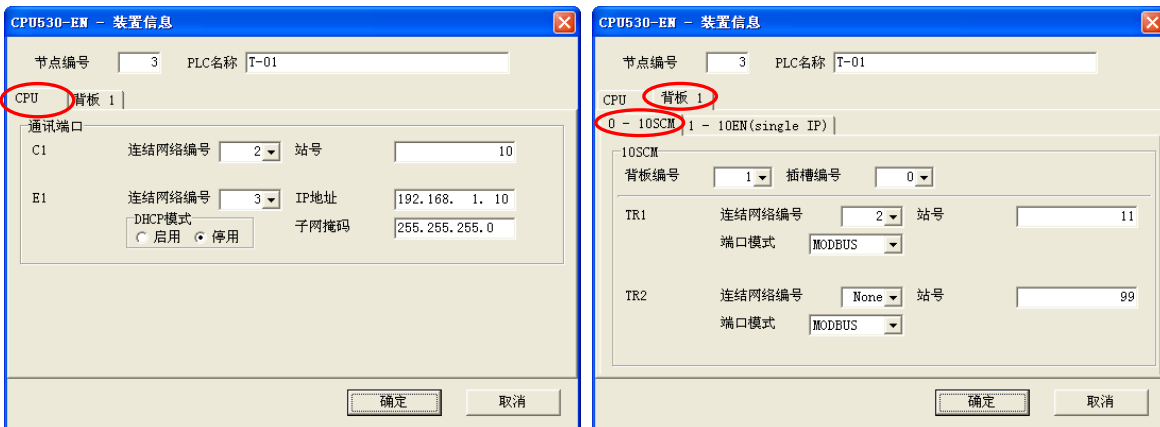 CPU530-EN - 装置信息
节点编号 3 PLC名称 T-01
CPU 背板 1
通讯端口
C1 连结网络编号 2 站号 10
E1 连结网络编号 3 IP地址 192.168. 1. 10
DHCP模式
启用 停用 子网掩码 255.255.255.0
确定 取消
CPU530-EN - 装置信息
节点编号 3 PLC名称 T-01
CPU 背板 1
0 - 10SCM 1 - 10EN(single IP)
10SCM
背板编号 1 插槽编号 0
TR1 连结网络编号 2 站号 11
端口模式 MODBUS
TR2 连结网络编号 None 站号 99
端口模式 MODBUS
确定 取消